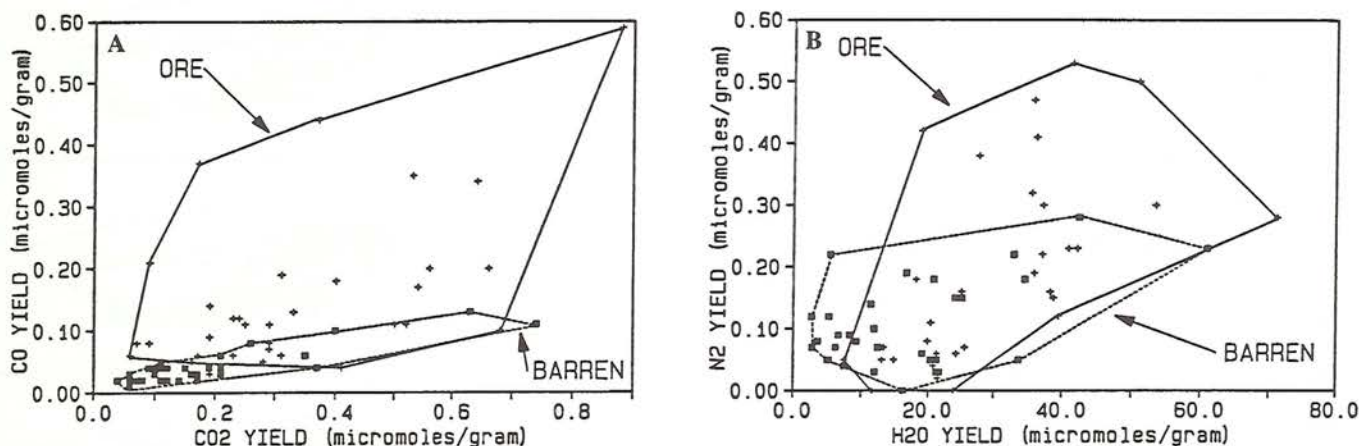 A
ORE
BARREN
CO YIELD (micromoles/gram)
0.60
0.50
0.40
0.30
0.20
0.10
0.00
0.0
0.2
0.4
0.6
0.8
CO2 YIELD (micromoles/gram)
B
ORE
BARREN
N2 YIELD (micromoles/gram)
0.60
0.50
0.40
0.30
0.20
0.10
0.00
0.0
20.0
40.0
60.0
80.0
H2O YIELD (micromoles/gram)